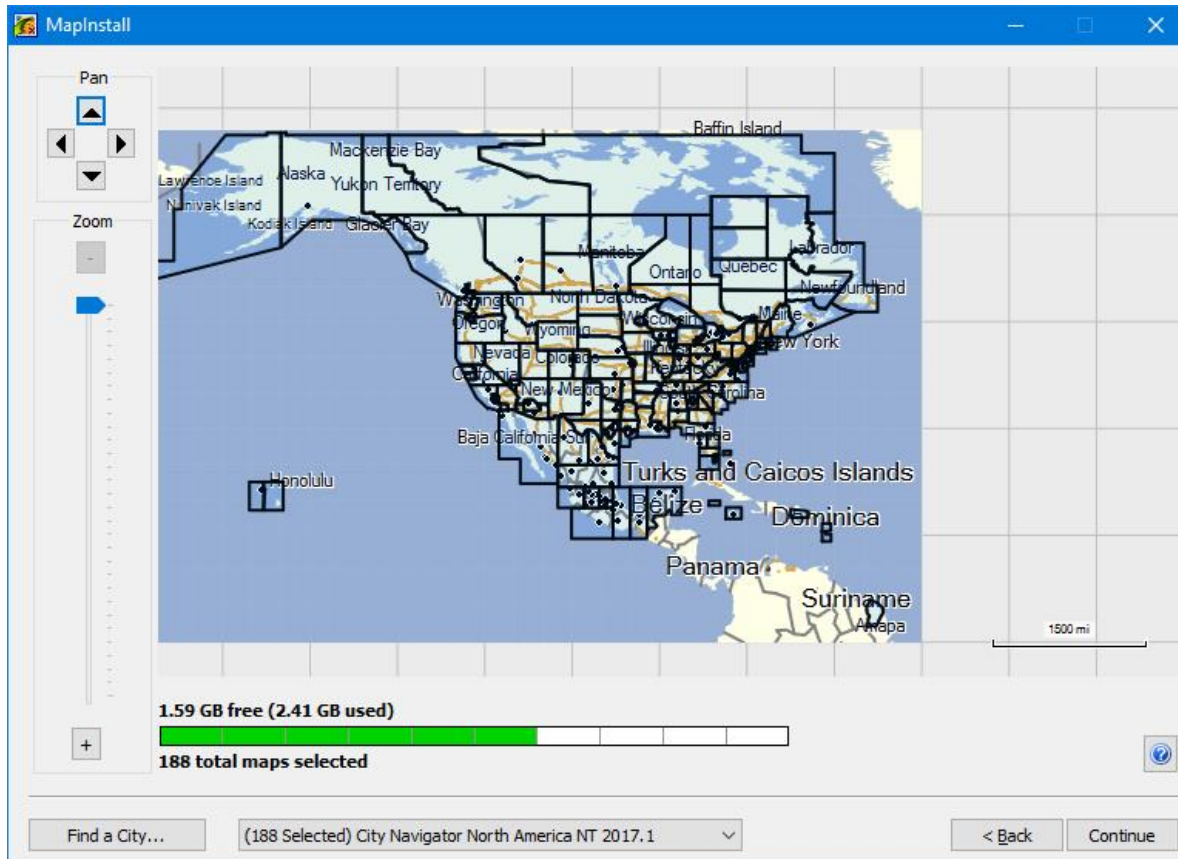 MapInstall
Pan
Zoom
-
+
Baffin Island
Mackenzie Bay
Alaska
Yukon Territory
Lawrence Island
Nunivak Island
Kodiak Island
Glacier Bay
Labrador
Manitoba
Ontario
Quebec
Newfoundland
Washington
North Dakota
Maine
Oregon
Wyoming
Wisconsin
New York
Nevada
Colorado
Illinois
Kentucky
California
New Mexico
South Carolina
Baja California Sur
Florida
Honolulu
Turks and Caicos Islands
Belize
Dominica
Panama
Suriname
Amapa
1500 mi
1.59 GB free (2.41 GB used)
188 total maps selected
?
Find a City...
(188 Selected) City Navigator North America NT 2017.1
< Back
Continue